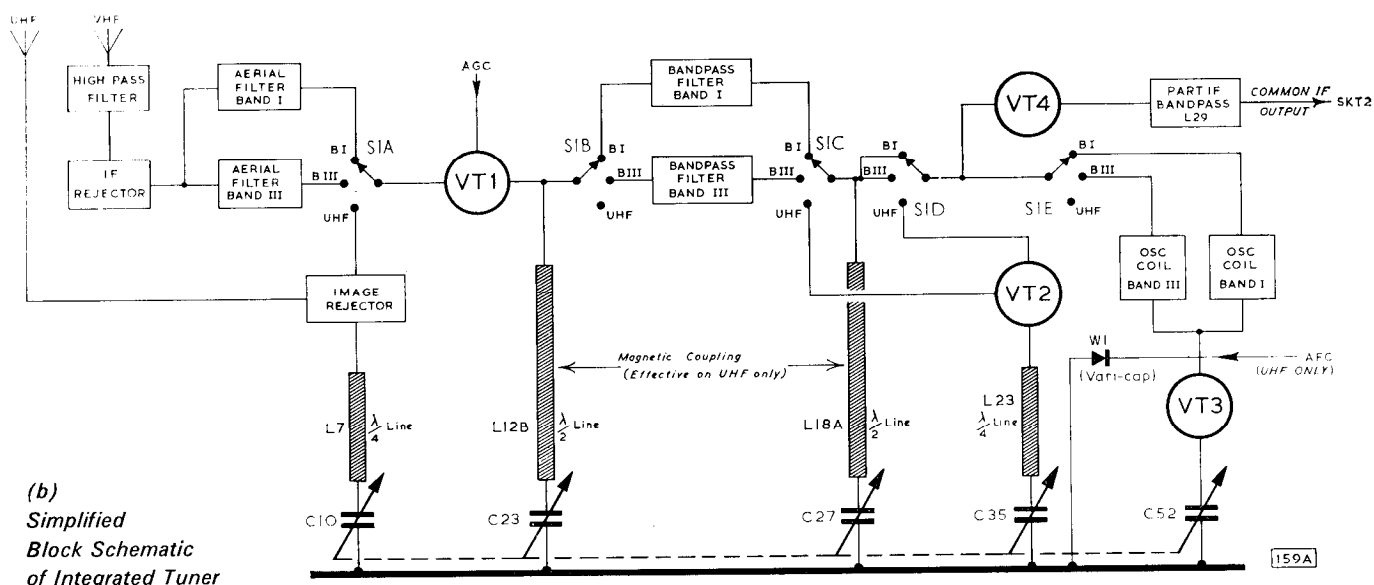 UHF
VHF
HIGH PASS
FILTER
IF
REJECTOR
AERIAL
FILTER
BAND I
AERIAL
FILTER
BAND III
S1A
BI
BIII
UHF
IMAGE
REJECTOR
L7
λ/4 Line
C10
AGC
VT1
L12B
λ/2 Line
C23
S1B
BI
BIII
UHF
BANDPASS
FILTER
BAND I
BANDPASS
FILTER
BAND III
Magnetic Coupling
(Effective on UHF only)
S1C
BI
BIII
UHF
L18A
λ/2 Line
C27
BI
BIII
UHF
S1D
VT2
L23
λ/4 Line
C35
VT4
PART IF
BANDPASS
L29
COMMON IF
OUTPUT
SKT2
BI
BIII
UHF
S1E
OSC
COIL
BAND III
OSC
COIL
BAND I
W1
(Vari-cap)
AFC
(UHF ONLY)
VT3
C52
(b)
Simplified
Block Schematic
of Integrated Tuner
159A